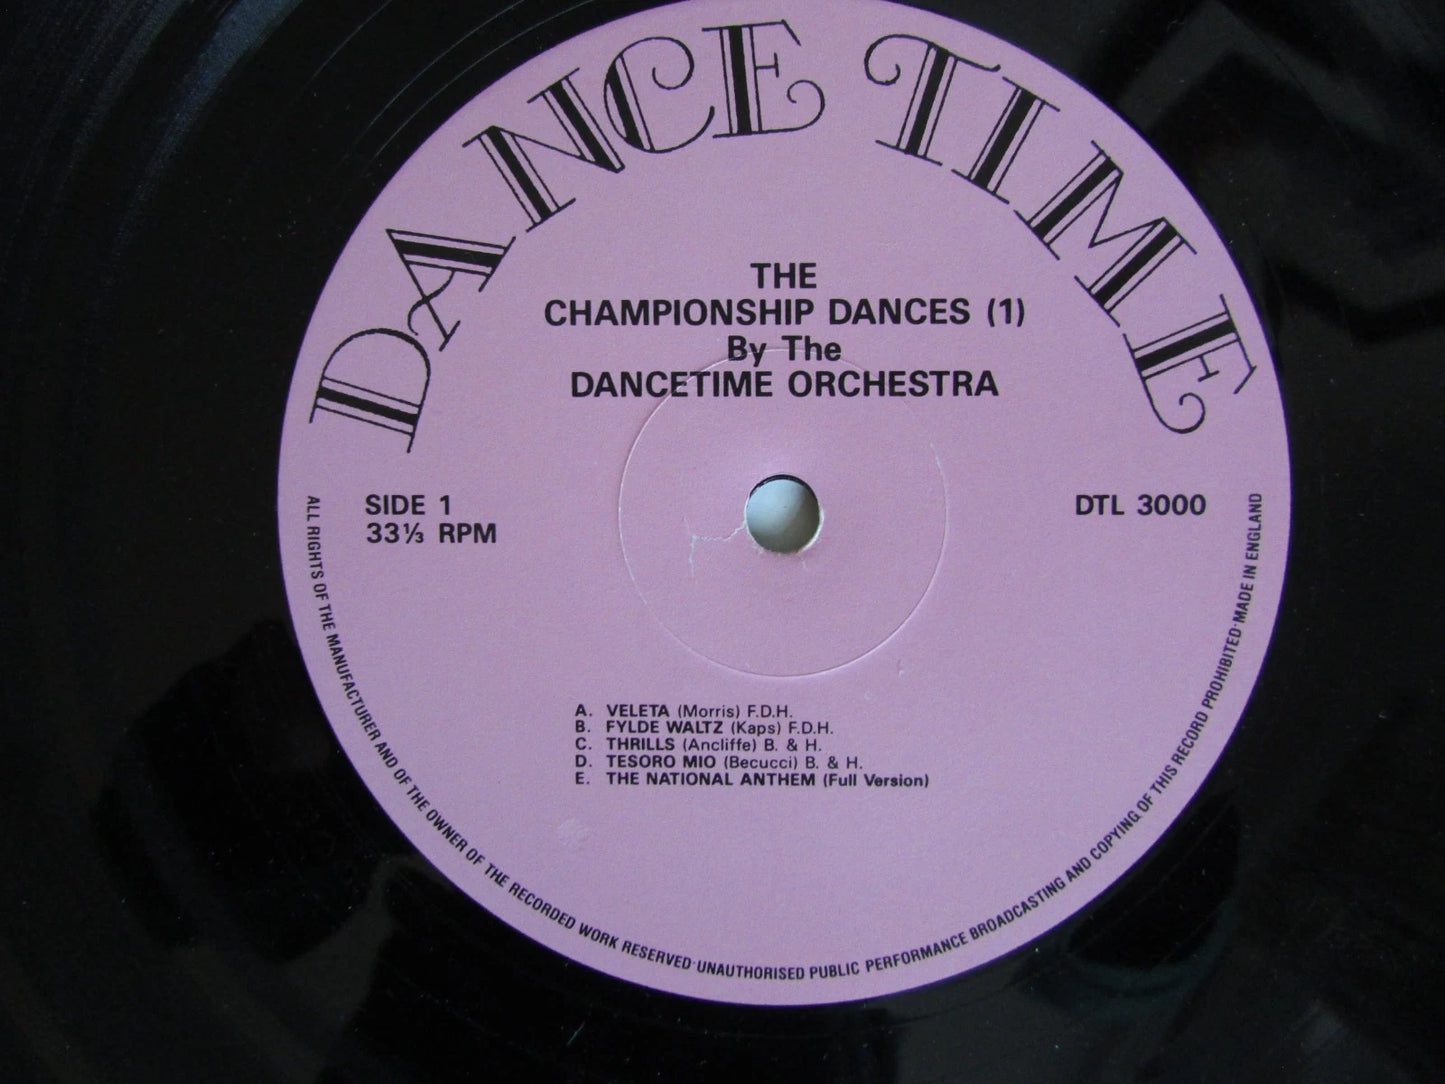 DANCE TIME
THE
CHAMPIONSHIP DANCES (1)
By The
DANCETIME ORCHESTRA
SIDE 1
33⅓ RPM
DTL 3000
A. VELETA (Morris) F.D.H.
B. FYLDE WALTZ (Kaps) F.D.H.
C. THRILLS (Ancliffe) B. & H.
D. TESORO MIO (Becucci) B. & H.
E. THE NATIONAL ANTHEM (Full Version)
ALL RIGHTS OF THE MANUFACTURER AND OF THE OWNER OF THE RECORDED WORK RESERVED·UNAUTHORISED PUBLIC PERFORMANCE BROADCASTING AND COPYING OF THIS RECORD PROHIBITED·MADE IN ENGLAND